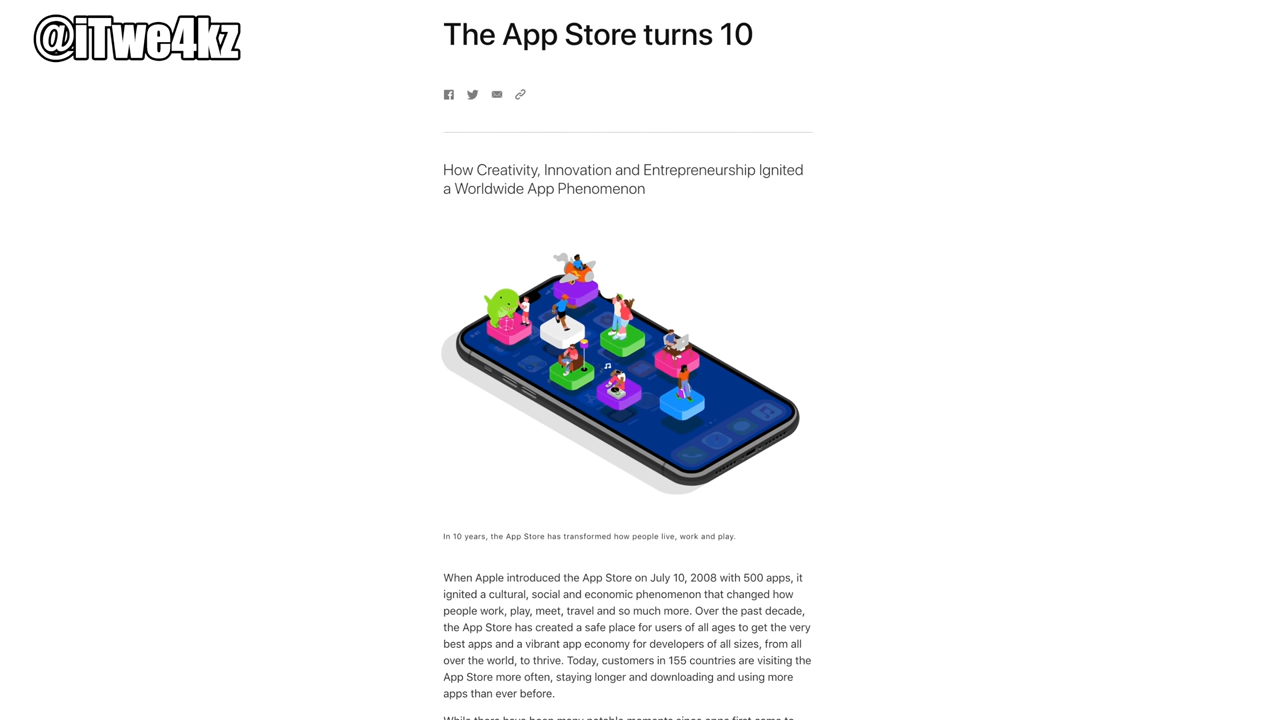 @iTwe4kz
The App Store turns 10
How Creativity, Innovation and Entrepreneurship Ignited
a Worldwide App Phenomenon
In 10 years, the App Store has transformed how people live, work and play.
When Apple introduced the App Store on July 10, 2008 with 500 apps, it
ignited a cultural, social and economic phenomenon that changed how
people work, play, meet, travel and so much more. Over the past decade,
the App Store has created a safe place for users of all ages to get the very
best apps and a vibrant app economy for developers of all sizes, from all
over the world, to thrive. Today, customers in 155 countries are visiting the
App Store more often, staying longer and downloading and using more
apps than ever before.